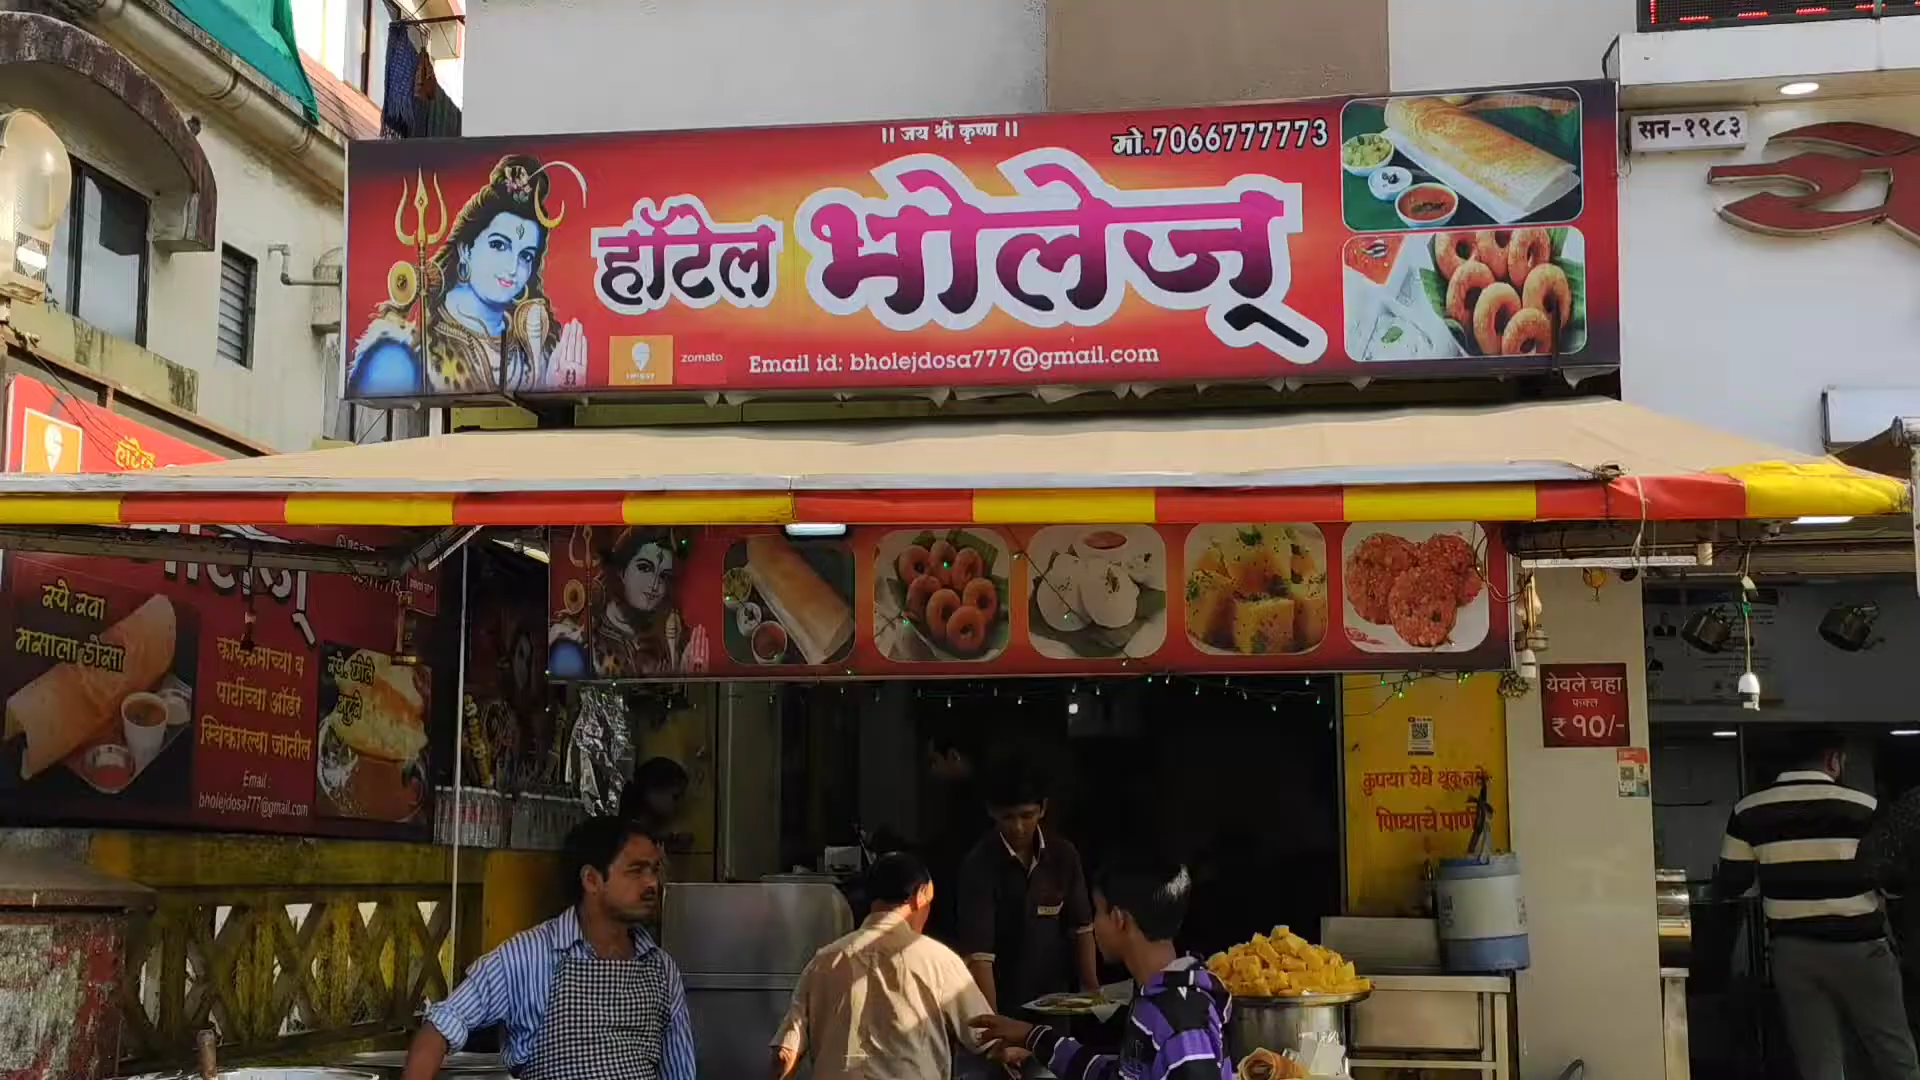 ॥ जय श्री कृष्ण ॥
मो.7066777773
हॉटेल भोलेजू
zomato
Email id: bholejdosa777@gmail.com
सन-१९८३
हॉटेल
स्पे.रवा
मसाला डोसा
कार्यक्रमाच्या व
पार्टीच्या ऑर्डर
स्विकारल्या जातील
Email :
bholejdosa777@gmail.com
स्पे. छोले
भटुरे
येवले चहा
फक्त
₹ १०/-
कृपया येथे थुंकू नये
पिण्याचे पाणी